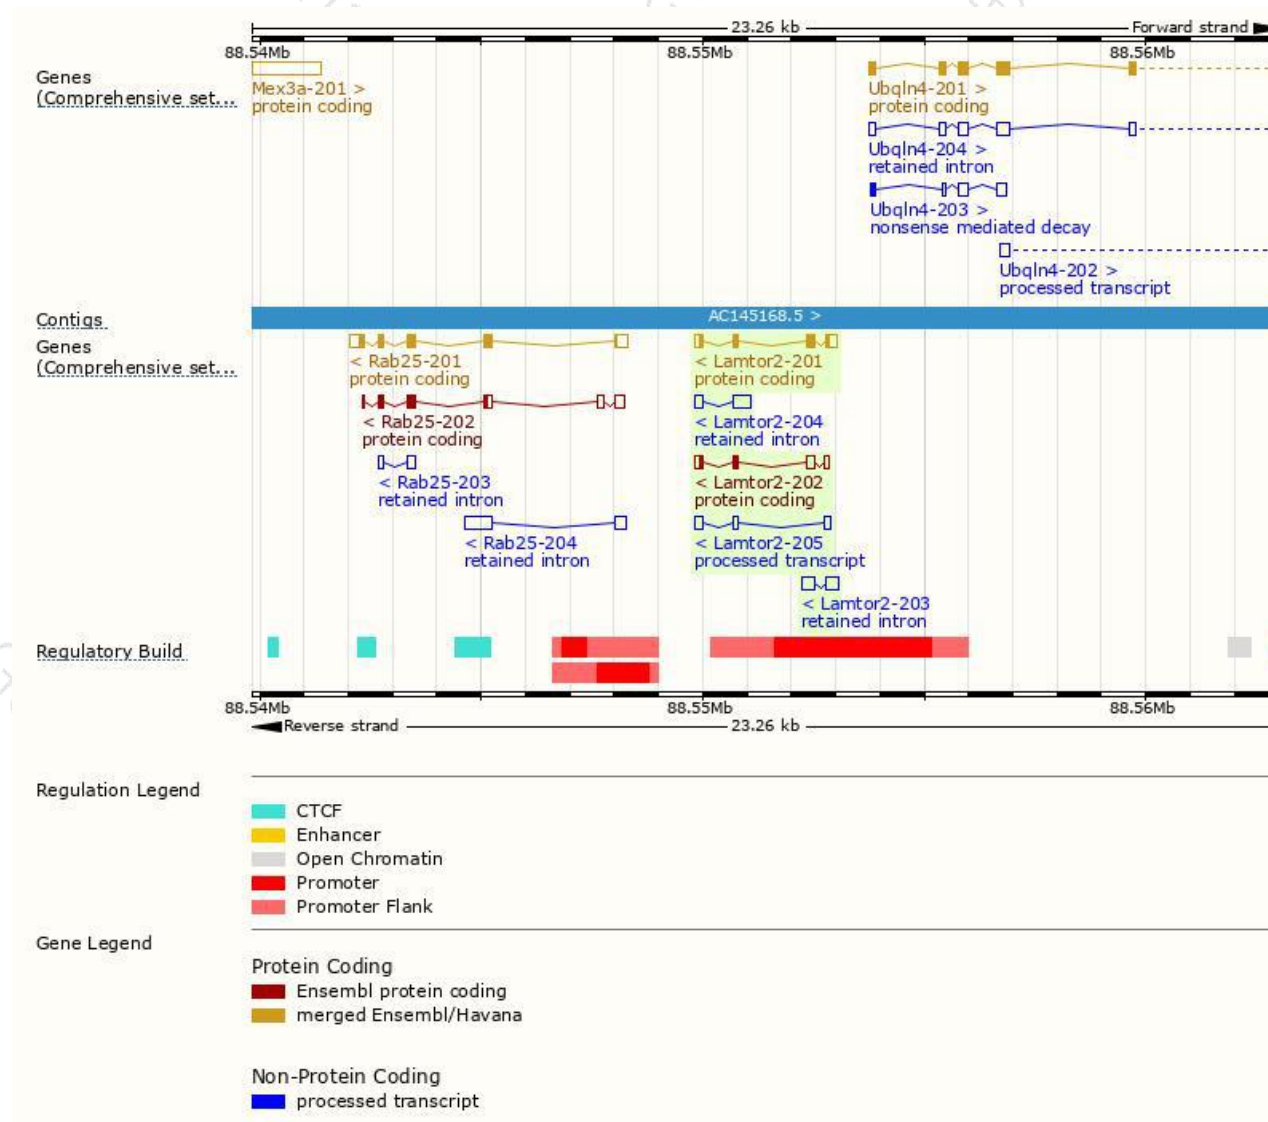 23.26 kb Forward strand
88.54Mb 88.55Mb 88.56Mb
Genes
(Comprehensive set...
Mex3a-201 >
protein coding
Ubqln4-201 >
protein coding
Ubqln4-204 >
retained intron
Ubqln4-203 >
nonsense mediated decay
Ubqln4-202 >
processed transcript
Contigs
AC145168.5 >
Genes
(Comprehensive set...
< Rab25-201
protein coding
< Lamtor2-201
protein coding
< Rab25-202
protein coding
< Lamtor2-204
retained intron
< Rab25-203
retained intron
< Lamtor2-202
protein coding
< Rab25-204
retained intron
< Lamtor2-205
processed transcript
< Lamtor2-203
retained intron
Regulatory Build
88.54Mb 88.55Mb 88.56Mb
Reverse strand 23.26 kb
Regulation Legend
CTCF
Enhancer
Open Chromatin
Promoter
Promoter Flank
Gene Legend
Protein Coding
Ensembl protein coding
merged Ensembl/Havana
Non-Protein Coding
processed transcript